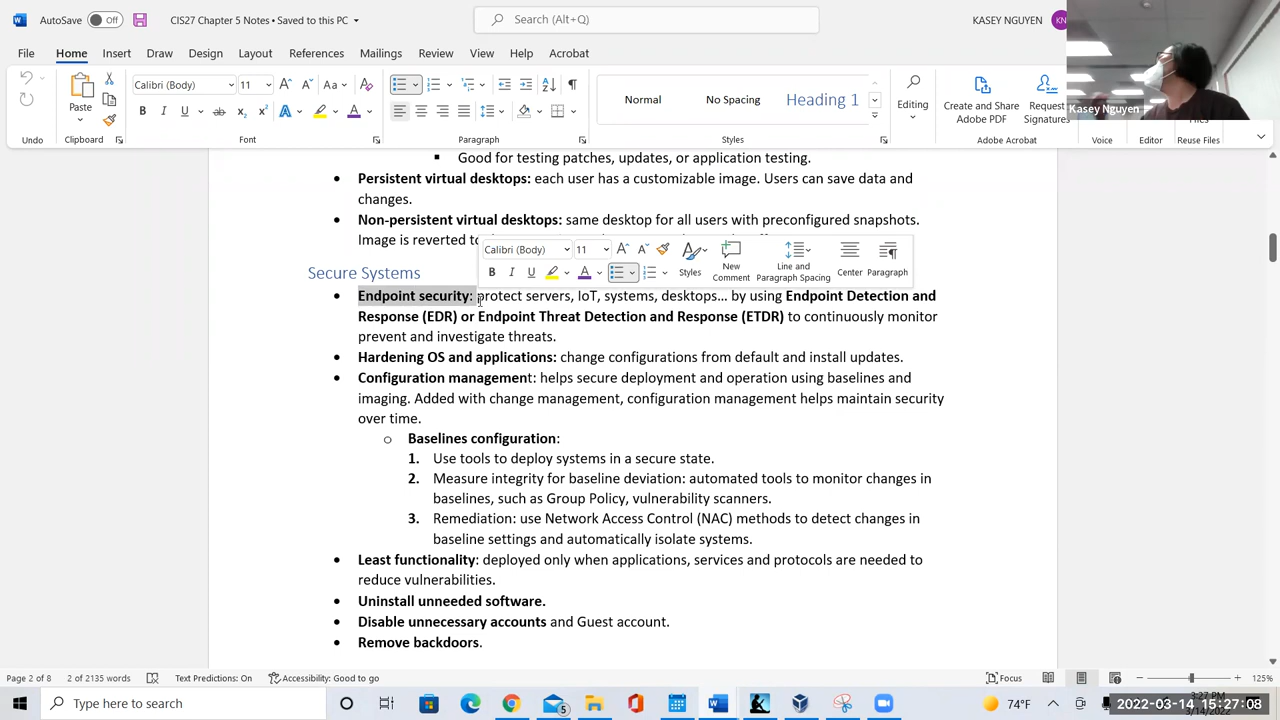 AutoSave Off CIS27 Chapter 5 Notes • Saved to this PC Search (Alt+Q) KASEY NGUYEN KN
File Home Insert Draw Design Layout References Mailings Review View Help Acrobat
Kasey Nguyen
Paste
Calibri (Body) 11
Normal No Spacing Heading 1
Editing
Create and Share Adobe PDF
Request Signatures
Files
Undo Clipboard Font Paragraph Styles Adobe Acrobat Voice Editor Reuse Files
▪ Good for testing patches, updates, or application testing.
• Persistent virtual desktops: each user has a customizable image. Users can save data and
changes.
• Non-persistent virtual desktops: same desktop for all users with preconfigured snapshots.
Image is reverted to
Calibri (Body) 11
Styles New Comment Line and Paragraph Spacing Center Paragraph
Secure Systems
• Endpoint security: protect servers, IoT, systems, desktops… by using Endpoint Detection and
Response (EDR) or Endpoint Threat Detection and Response (ETDR) to continuously monitor
prevent and investigate threats.
• Hardening OS and applications: change configurations from default and install updates.
• Configuration management: helps secure deployment and operation using baselines and
imaging. Added with change management, configuration management helps maintain security
over time.
o Baselines configuration:
1. Use tools to deploy systems in a secure state.
2. Measure integrity for baseline deviation: automated tools to monitor changes in
baselines, such as Group Policy, vulnerability scanners.
3. Remediation: use Network Access Control (NAC) methods to detect changes in
baseline settings and automatically isolate systems.
• Least functionality: deployed only when applications, services and protocols are needed to
reduce vulnerabilities.
• Uninstall unneeded software.
• Disable unnecessary accounts and Guest account.
• Remove backdoors.
Page 2 of 8 2 of 2135 words Text Predictions: On Accessibility: Good to go Focus 125%
Type here to search 5 74°F 3:27 PM
3/14/2022
2022-03-14 15:27:08